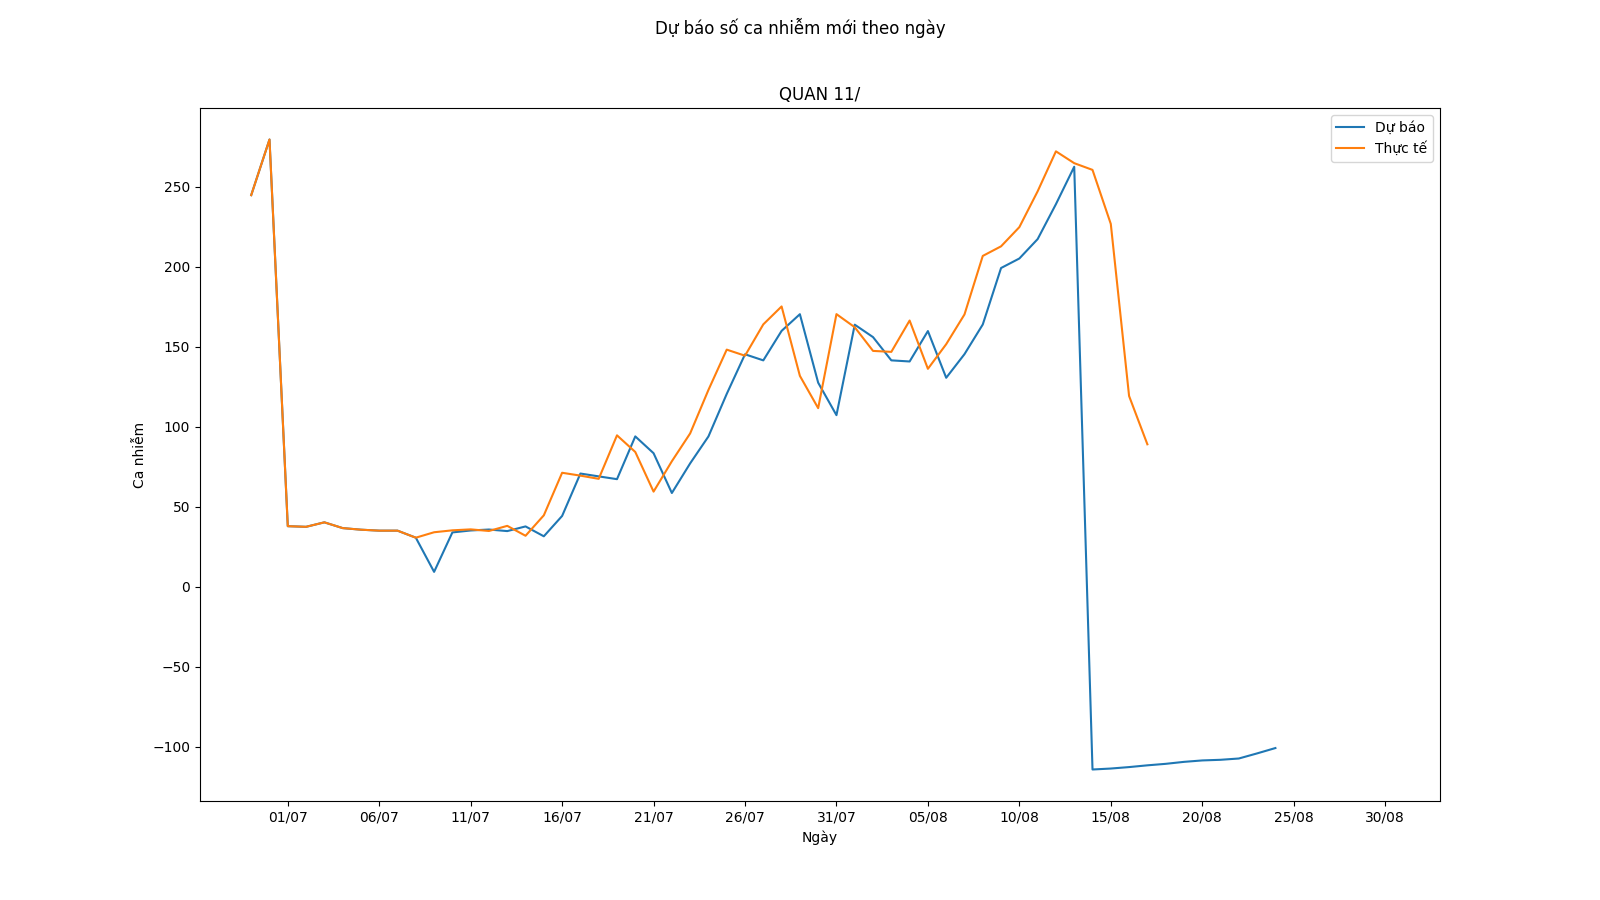 Dự báo số ca nhiễm mới theo ngày
QUAN 11/
Dự báo
Thực tế
250
200
150
100
50
0
−50
−100
Ca nhiễm
01/07 06/07 11/07 16/07 21/07 26/07 31/07 05/08 10/08 15/08 20/08 25/08 30/08
Ngày